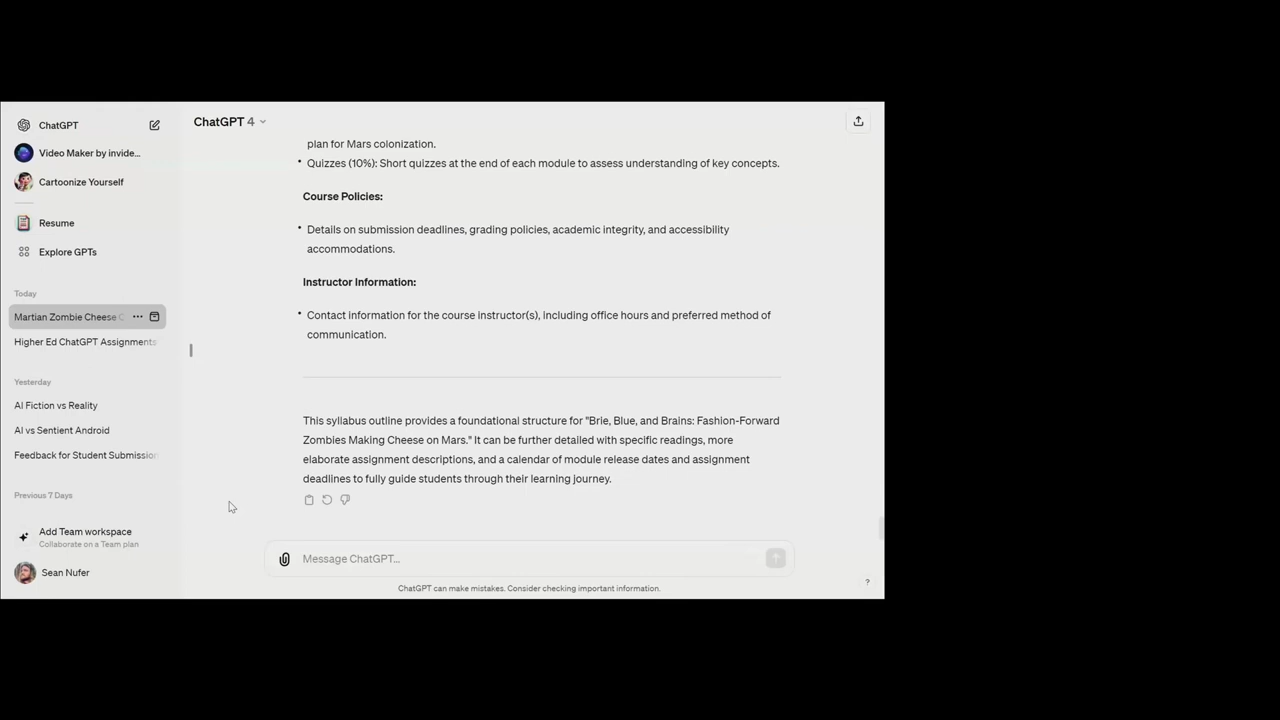 ChatGPT
Video Maker by invide...
Cartoonize Yourself
Resume
Explore GPTs
Today
Martian Zombie Cheese C
Higher Ed ChatGPT Assignments
Yesterday
AI Fiction vs Reality
AI vs Sentient Android
Feedback for Student Submission
Previous 7 Days
Add Team workspace
Collaborate on a Team plan
Sean Nufer
ChatGPT 4
plan for Mars colonization.
• Quizzes (10%): Short quizzes at the end of each module to assess understanding of key concepts.
Course Policies:
• Details on submission deadlines, grading policies, academic integrity, and accessibility
accommodations.
Instructor Information:
• Contact information for the course instructor(s), including office hours and preferred method of
communication.
This syllabus outline provides a foundational structure for "Brie, Blue, and Brains: Fashion-Forward
Zombies Making Cheese on Mars." It can be further detailed with specific readings, more
elaborate assignment descriptions, and a calendar of module release dates and assignment
deadlines to fully guide students through their learning journey.
Message ChatGPT...
ChatGPT can make mistakes. Consider checking important information.
?